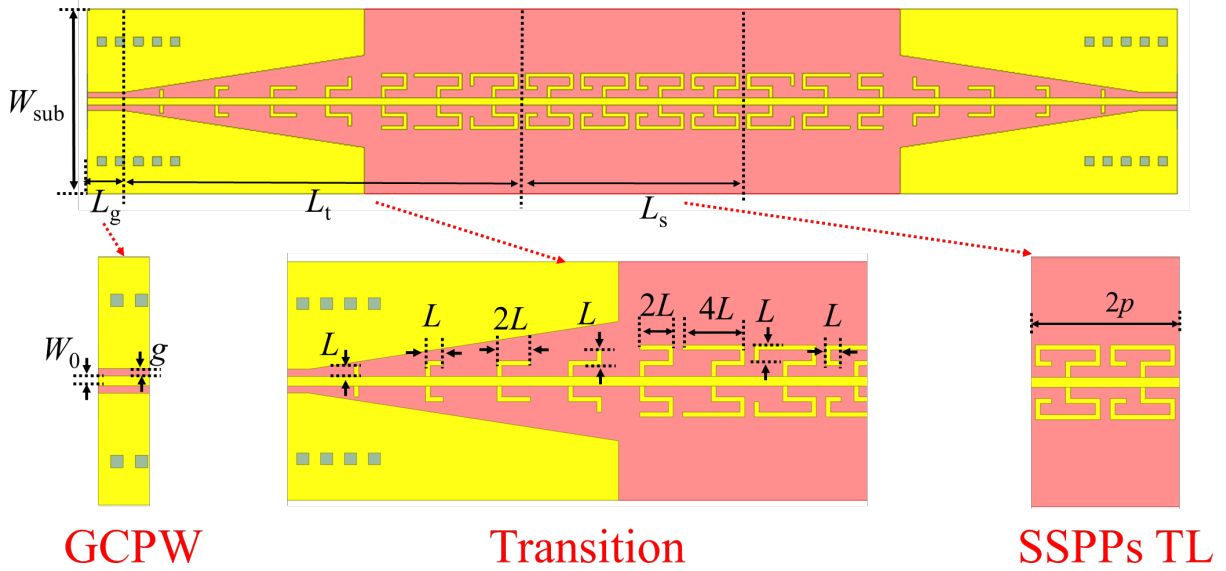 W_sub
L_g
L_t
L_s
2L
4L
L
L
L
2L
L
L
2p
W_0
g
GCPW
Transition
SSPPs TL